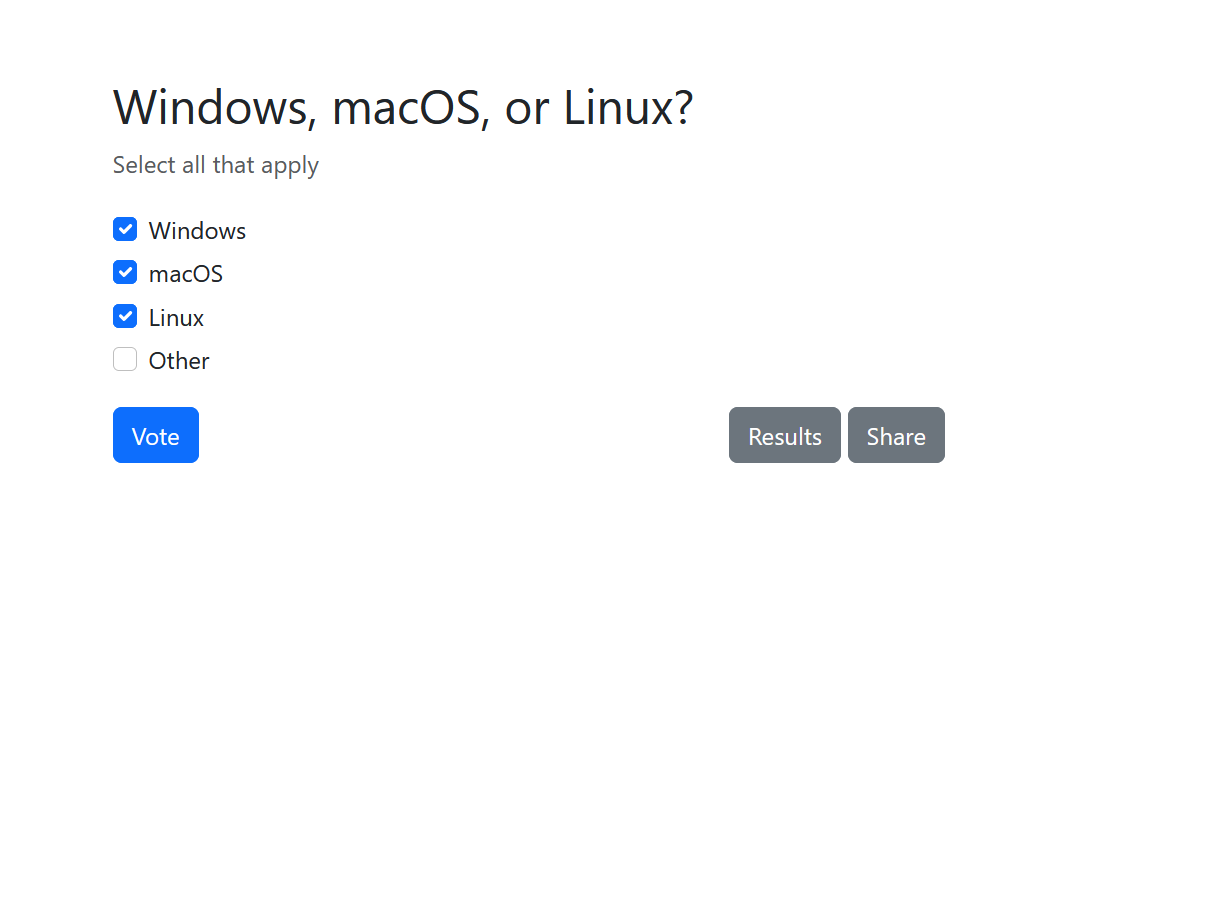 Windows, macOS, or Linux?
Select all that apply
Windows
macOS
Linux
Other
Vote
Results
Share